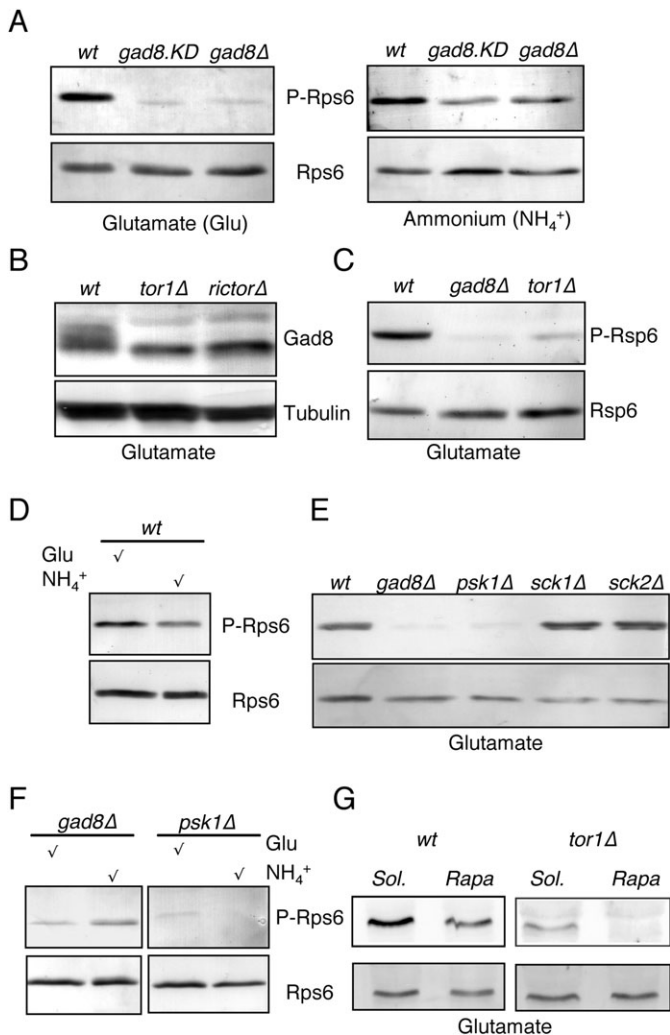 A
wt gad8.KD gad8Δ
wt gad8.KD gad8Δ
P-Rps6
Rps6
Glutamate (Glu)
Ammonium (NH₄⁺)
B
wt tor1Δ rictorΔ
Gad8
Tubulin
Glutamate
C
wt gad8Δ tor1Δ
P-Rsp6
Rsp6
Glutamate
D
wt
Glu √
NH₄⁺ √
P-Rps6
Rps6
E
wt gad8Δ psk1Δ sck1Δ sck2Δ
Glutamate
F
gad8Δ psk1Δ
√ √ Glu
√ √ NH₄⁺
P-Rps6
Rps6
G
wt tor1Δ
Sol. Rapa Sol. Rapa
Glutamate